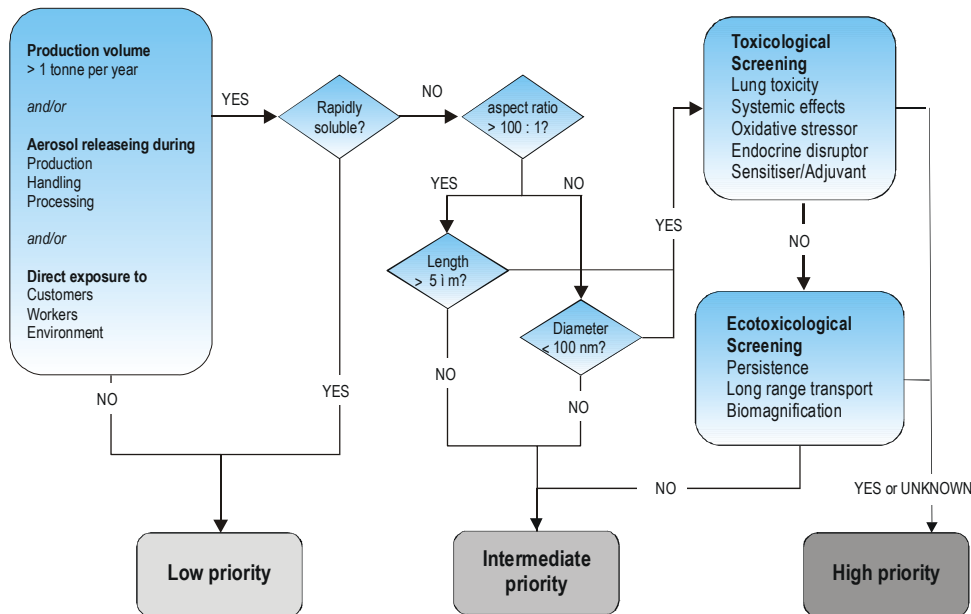 Production volume
> 1 tonne per year
and/or
Aerosol releaseing during
Production
Handling
Processing
and/or
Direct exposure to
Customers
Workers
Environment
YES
Rapidly
soluble?
NO
aspect ratio
> 100 : 1?
YES
NO
Length
> 5 ì m?
Diameter
< 100 nm?
YES
Toxicological
Screening
Lung toxicity
Systemic effects
Oxidative stressor
Endocrine disruptor
Sensitiser/Adjuvant
NO
Ecotoxicological
Screening
Persistence
Long range transport
Biomagnification
NO
YES
NO
NO
NO
YES or UNKNOWN
Low priority
Intermediate
priority
High priority